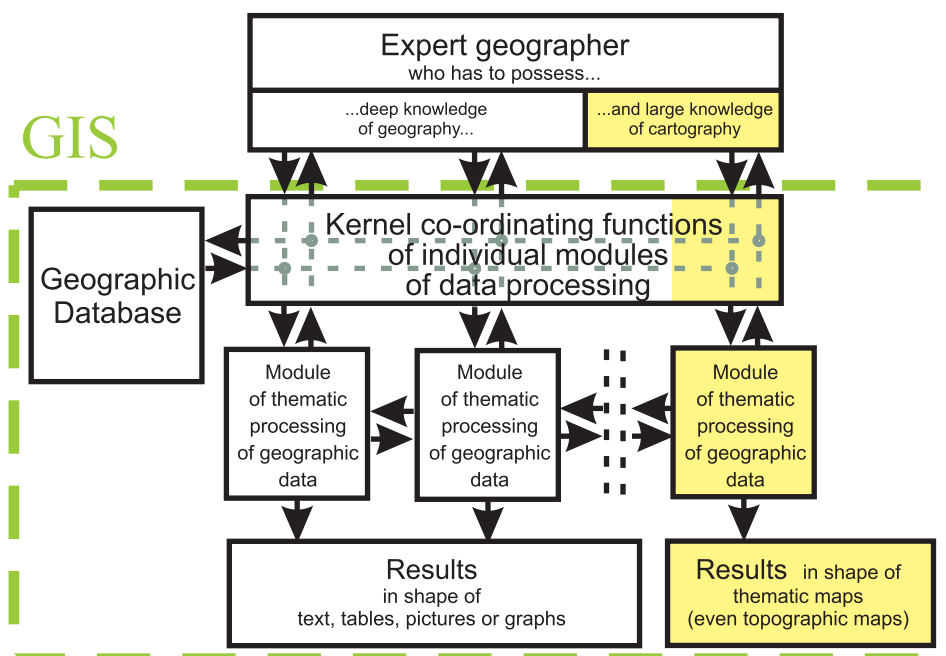 Expert geographer
who has to possess...
...deep knowledge
of geography...
...and large knowledge
of cartography
GIS
Kernel co-ordinating functions
of individual modules
of data processing
Geographic
Database
Module
of thematic
processing
of geographic
data
Module
of thematic
processing
of geographic
data
Module
of thematic
processing
of geographic
data
Results
in shape of
text, tables, pictures or graphs
Results in shape of
thematic maps
(even topographic maps)